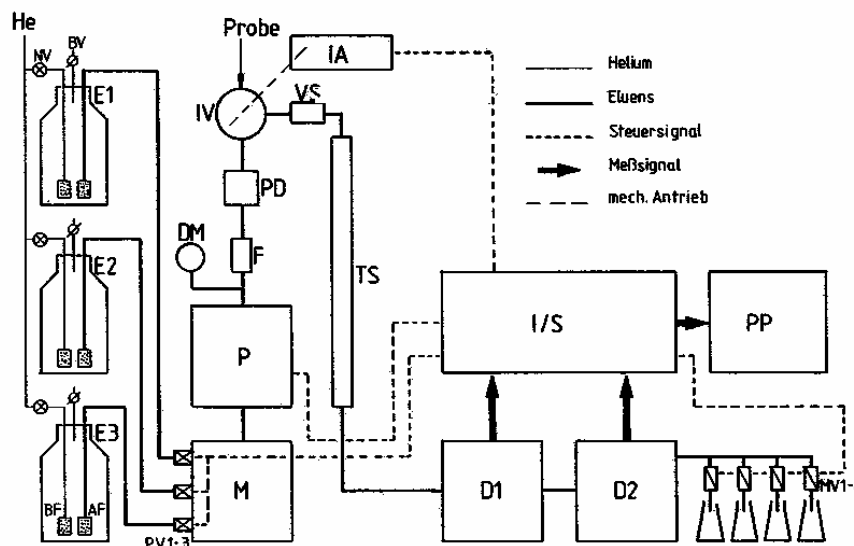 He
NV
BV
E1
E2
E3
BF
AF
Probe
IA
IV
VS
PD
DM
F
TS
P
M
PV1-3
I/S
PP
D1
D2
MV1-
Helium
Eluens
Steuersignal
Meßsignal
mech. Antrieb